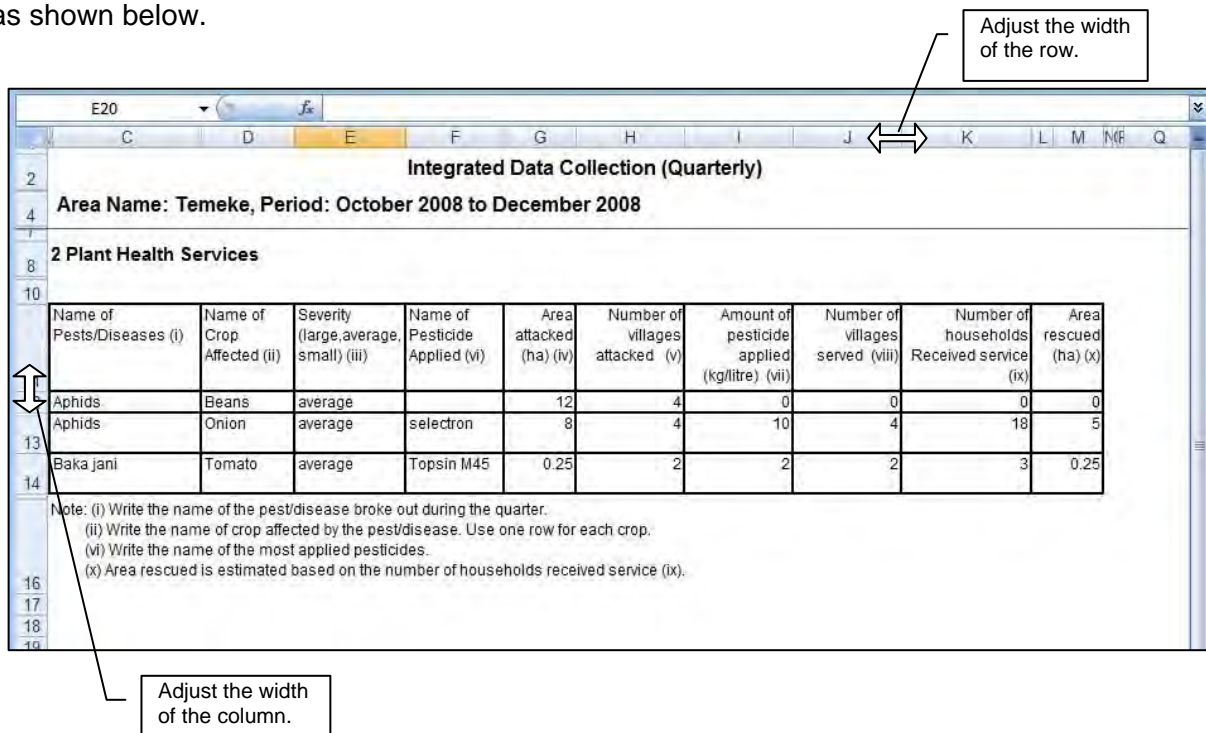 as shown below.
Adjust the width
of the row.
E20 fx
C D E F G H I J K L M Q
2 Integrated Data Collection (Quarterly)
4 Area Name: Temeke, Period: October 2008 to December 2008
8 2 Plant Health Services
10
Name of Pests/Diseases (i) Name of Crop Affected (ii) Severity (large,average, small) (iii) Name of Pesticide Applied (vi) Area attacked (ha) (iv) Number of villages attacked (v) Amount of pesticide applied (kg/litre) (vii) Number of villages served (viii) Number of households Received service (ix) Area rescued (ha) (x)
Aphids Beans average 12 4 0 0 0 0
13 Aphids Onion average selectron 8 4 10 4 18 5
14 Baka jani Tomato average Topsin M45 0.25 2 2 2 3 0.25
Note: (i) Write the name of the pest/disease broke out during the quarter.
(ii) Write the name of crop affected by the pest/disease. Use one row for each crop.
(vi) Write the name of the most applied pesticides.
16 (x) Area rescued is estimated based on the number of households received service (ix).
17
18
19
Adjust the width
of the column.